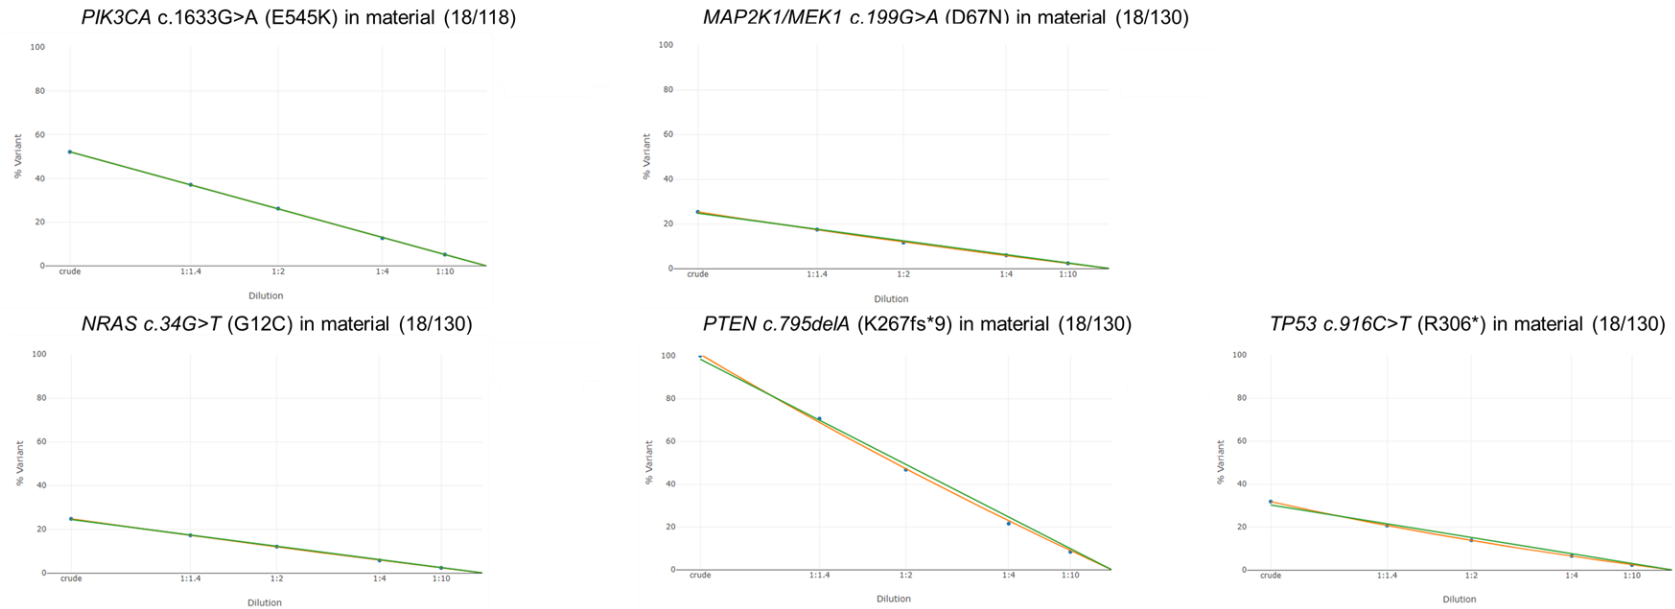 PIK3CA c.1633G>A (E545K) in material (18/118)
100
80
60
40
20
0
% Variant
crude 1:1.4 1:2 1:4 1:10
Dilution
MAP2K1/MEK1 c.199G>A (D67N) in material (18/130)
100
80
60
40
20
0
% Variant
crude 1:1.4 1:2 1:4 1:10
Dilution
NRAS c.34G>T (G12C) in material (18/130)
100
80
60
40
20
0
% Variant
crude 1:1.4 1:2 1:4 1:10
Dilution
PTEN c.795delA (K267fs*9) in material (18/130)
100
80
60
40
20
0
% Variant
crude 1:1.4 1:2 1:4 1:10
Dilution
TP53 c.916C>T (R306*) in material (18/130)
100
80
60
40
20
0
% Variant
crude 1:1.4 1:2 1:4 1:10
Dilution